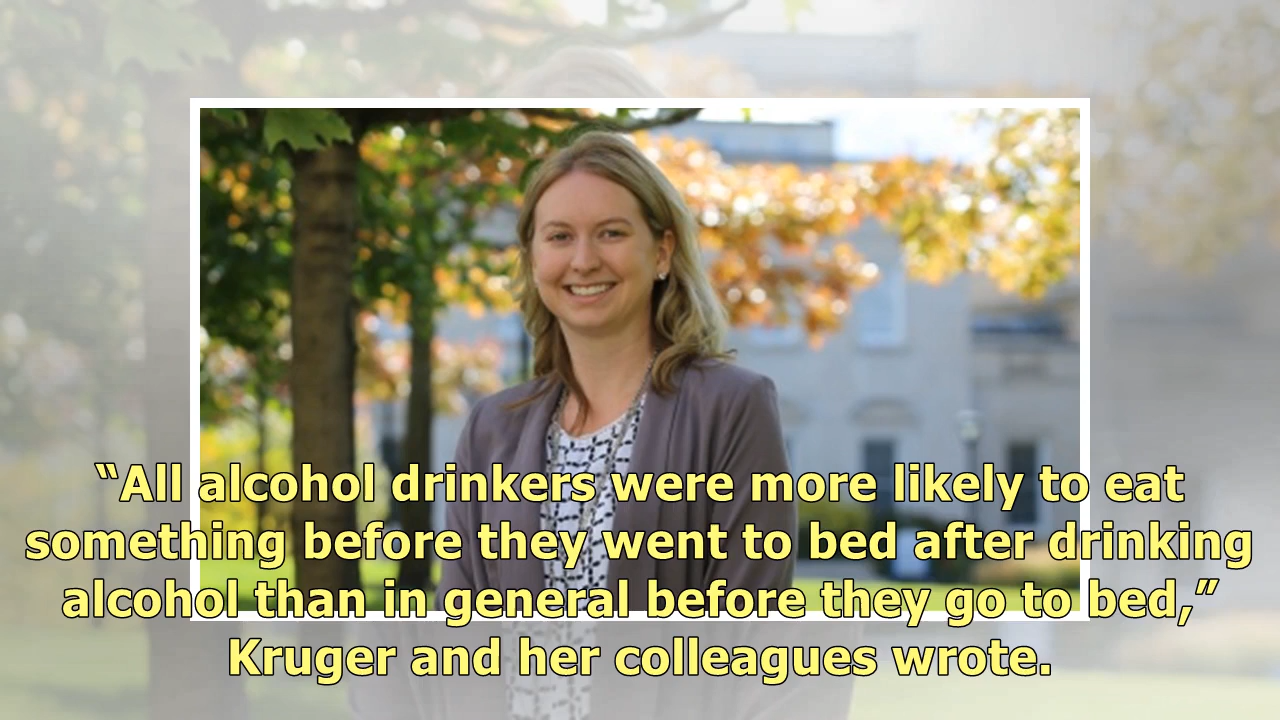 “All alcohol drinkers were more likely to eat
something before they went to bed after drinking
alcohol than in general before they go to bed,”
Kruger and her colleagues wrote.